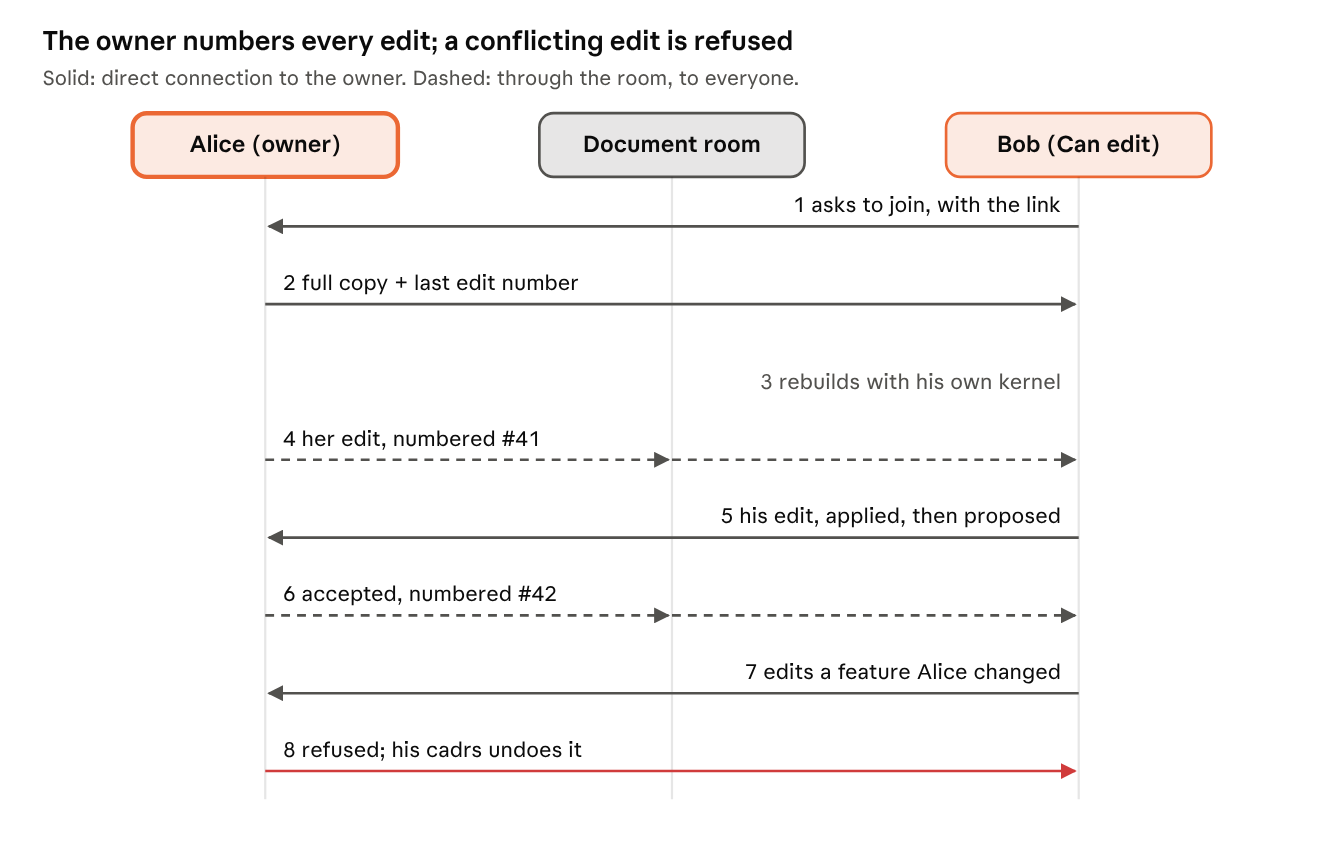 The owner numbers every edit; a conflicting edit is refused
Solid: direct connection to the owner. Dashed: through the room, to everyone.
Alice (owner)
Document room
Bob (Can edit)
1 asks to join, with the link
2 full copy + last edit number
3 rebuilds with his own kernel
4 her edit, numbered #41
5 his edit, applied, then proposed
6 accepted, numbered #42
7 edits a feature Alice changed
8 refused; his cadrs undoes it